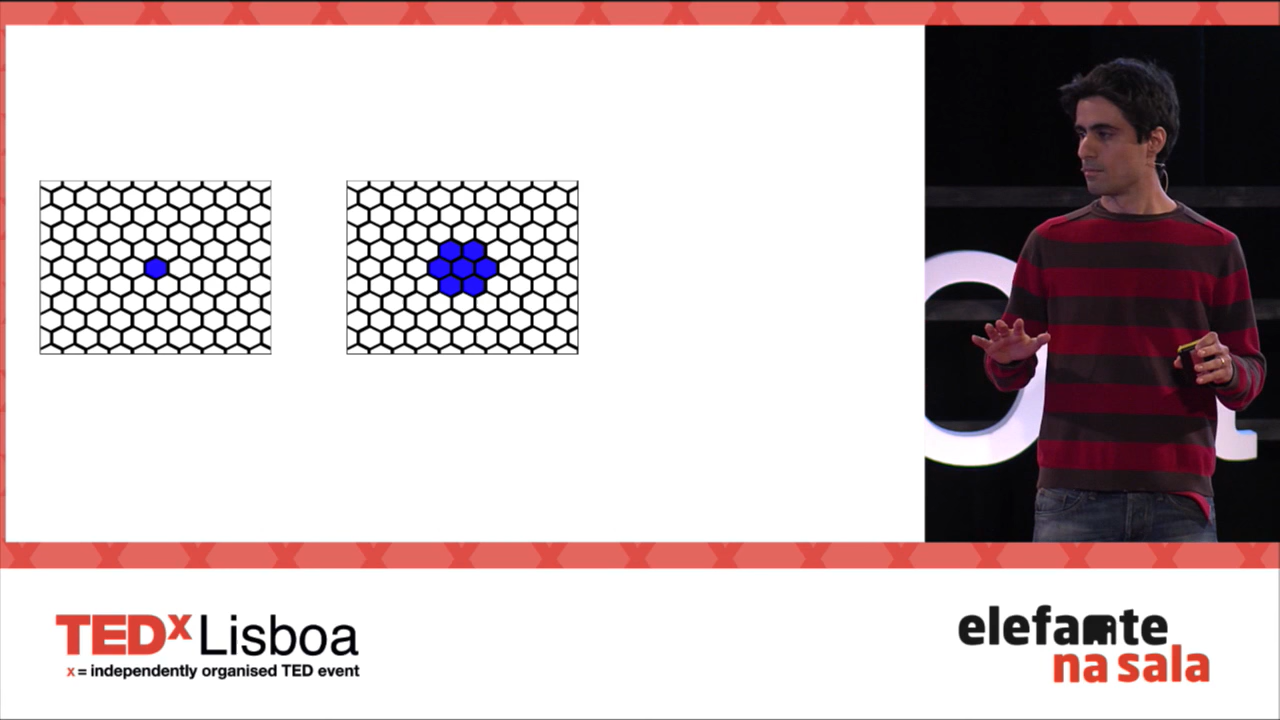 TEDxLisboa
x = independently organised TED event
elefante
na sala